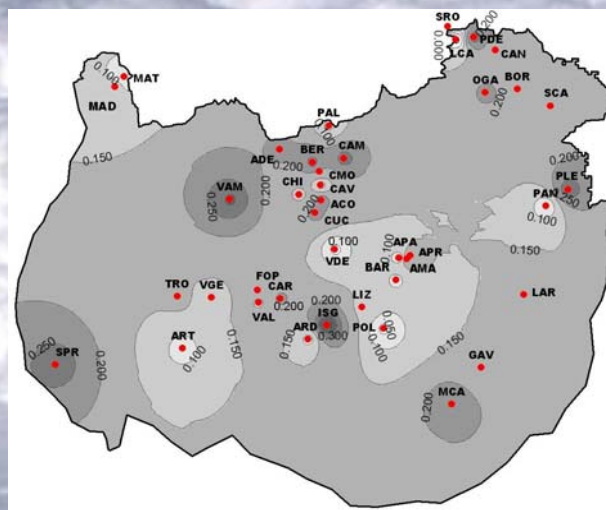 SRO
0.200
PDE
LCA
0.000
CAN
MAT
0.100
MAD
OGA
BOR
0.200
SCA
PAL
0.100
0.150
ADE
BER
CAM
0.200
0.200
CMO
PLE
CHI
CAV
0.250
VAM
0.200
ACO
PAN
0.250
0.200
CUC
0.100
0.150
0.100
0.100
APA
APR
VDE
BAR
AMA
TRO
VGE
FOP
CAR
LIZ
LAR
VAL
0.200
0.200
ISG
0.050
0.250
ART
ARD
0.300
POL
0.150
SPR
0.100
0.150
0.150
0.100
GAV
0.200
MCA
0.200